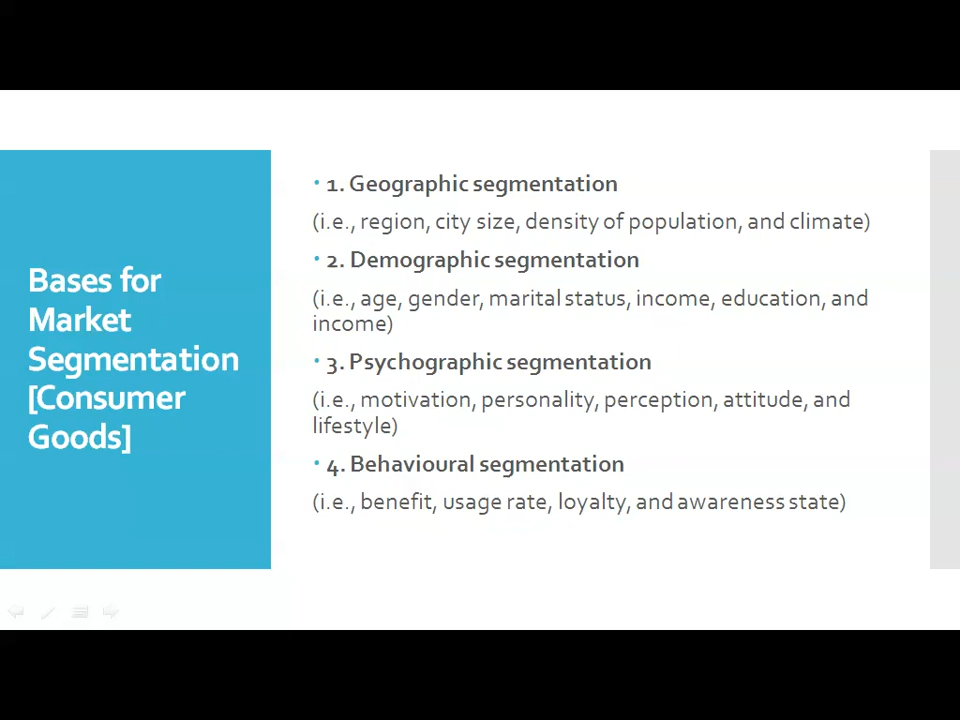 Bases for
Market
Segmentation
[Consumer
Goods]
• 1. Geographic segmentation
(i.e., region, city size, density of population, and climate)
• 2. Demographic segmentation
(i.e., age, gender, marital status, income, education, and
income)
• 3. Psychographic segmentation
(i.e., motivation, personality, perception, attitude, and
lifestyle)
• 4. Behavioural segmentation
(i.e., benefit, usage rate, loyalty, and awareness state)